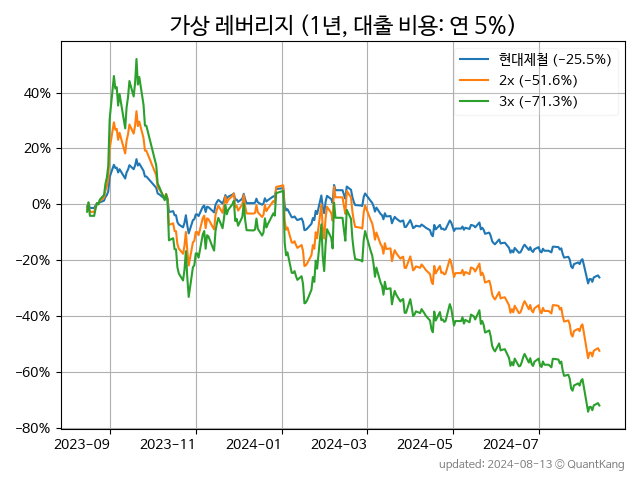 가상 레버리지 (1년, 대출 비용: 연 5%)
현대제철 (−25.5%)
2x (−51.6%)
3x (−71.3%)
40%
20%
0%
−20%
−40%
−60%
−80%
2023-09 2023-11 2024-01 2024-03 2024-05 2024-07
updated: 2024-08-13 © QuantKang